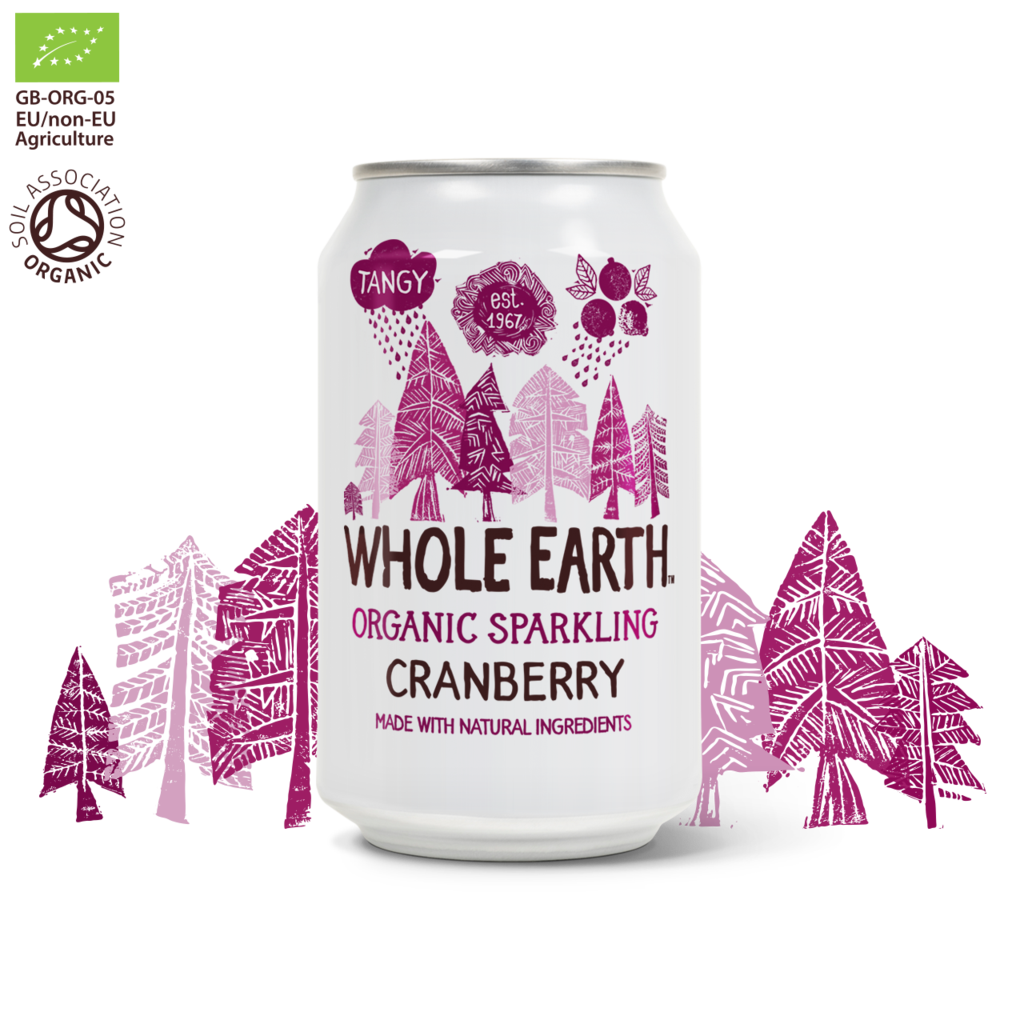 GB-ORG-05
EU/non-EU
Agriculture
SOIL ASSOCIATION
ORGANIC
TANGY
est.
1967
WHOLE EARTH™
ORGANIC SPARKLING
CRANBERRY
MADE WITH NATURAL INGREDIENTS